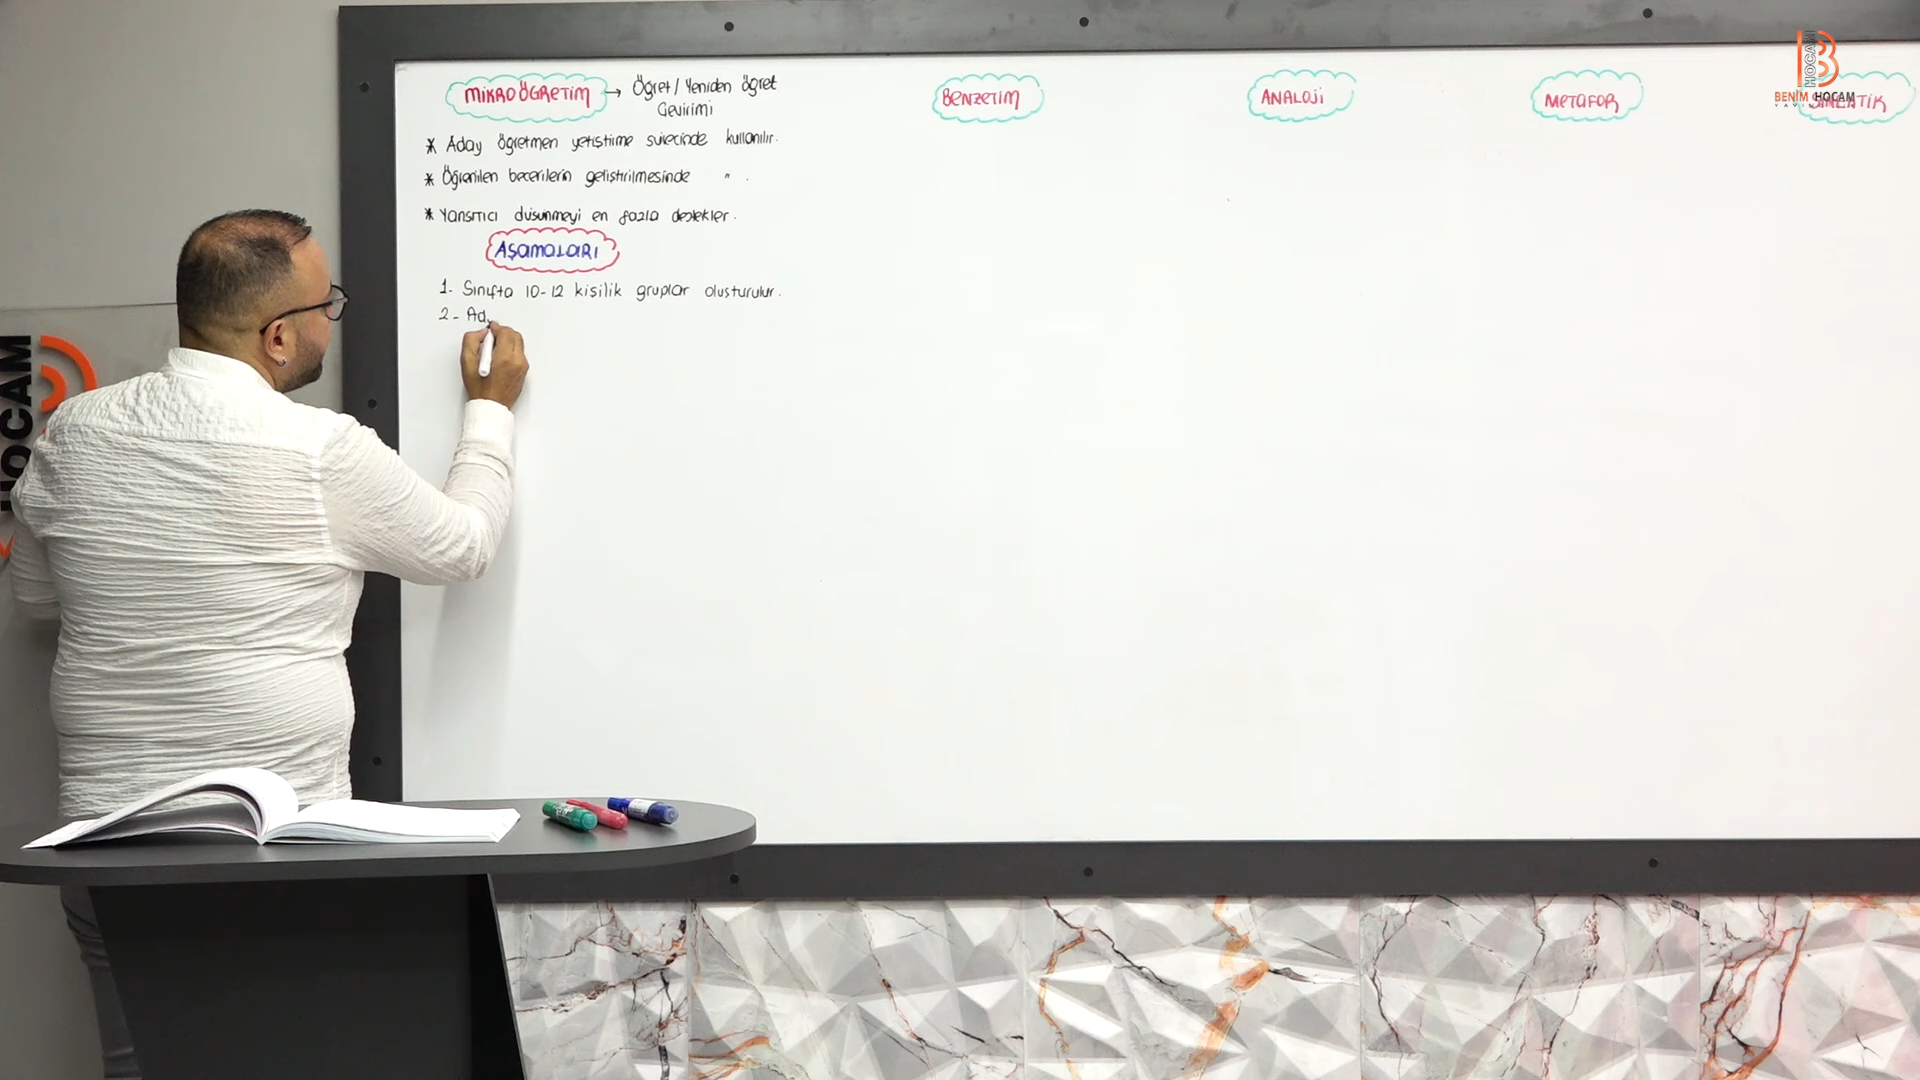 MİKRO ÖĞRETİM → Öğret / Yeniden öğret
Çevirimi
* Aday öğretmen yetiştirme sürecinde kullanılır.
* Öğrenilen becerilerin geliştirilmesinde " .
* Yansıtıcı düşünmeyi en fazla destekler.
AŞAMALARI
1- Sınıfta 10-12 kişilik gruplar oluşturulur.
2- Ad
BENZETİM
ANALOJİ
METAFOR
BENİM HOCAM
HOCAM
HOCAM